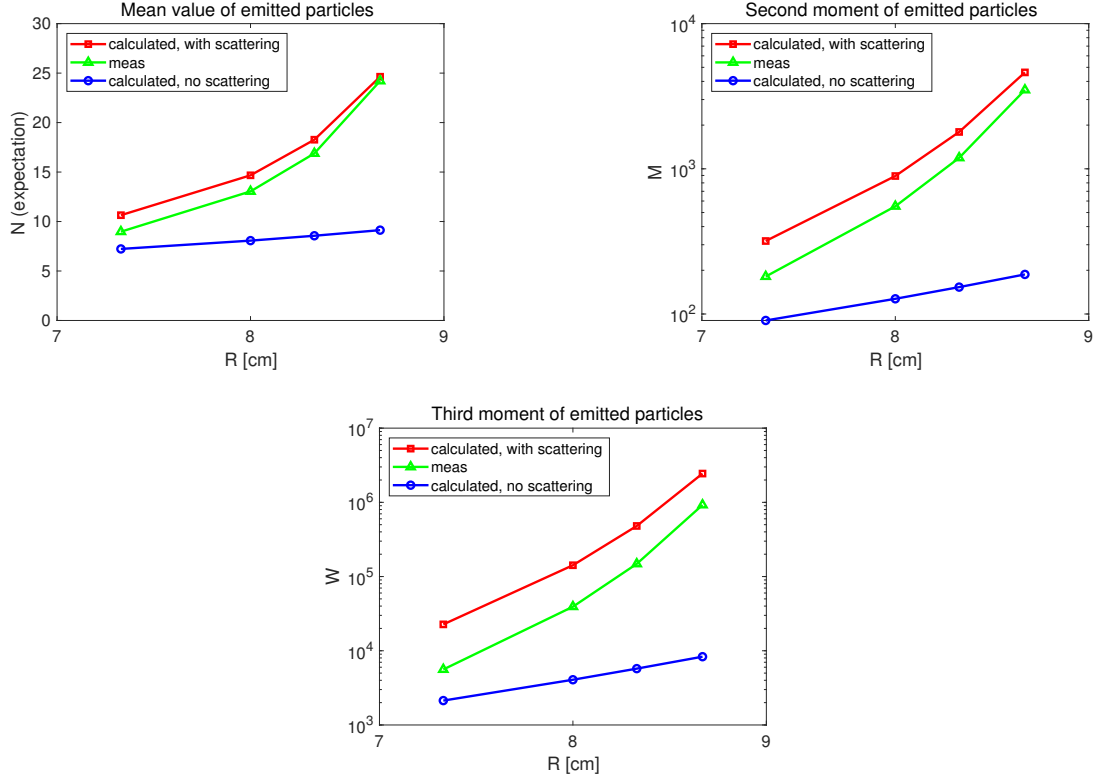 Mean value of emitted particles
30
25
20
15
10
5
0
N (expectation)
calculated, with scattering
meas
calculated, no scattering
7
8
9
R [cm]
Second moment of emitted particles
10^4
10^3
10^2
M
calculated, with scattering
meas
calculated, no scattering
7
8
9
R [cm]
Third moment of emitted particles
10^7
10^6
10^5
10^4
10^3
W
calculated, with scattering
meas
calculated, no scattering
7
8
9
R [cm]